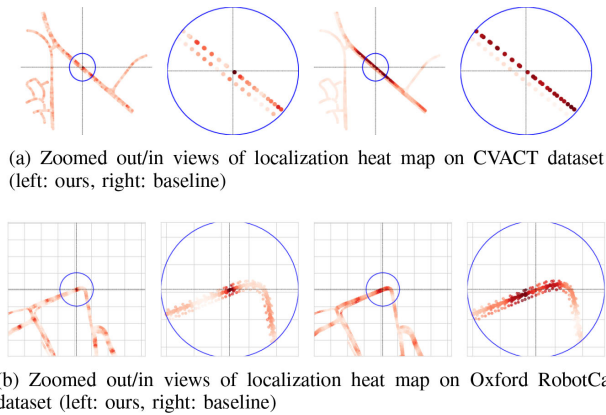 (a) Zoomed out/in views of localization heat map on CVACT dataset
(left: ours, right: baseline)
(b) Zoomed out/in views of localization heat map on Oxford RobotCa
dataset (left: ours, right: baseline)